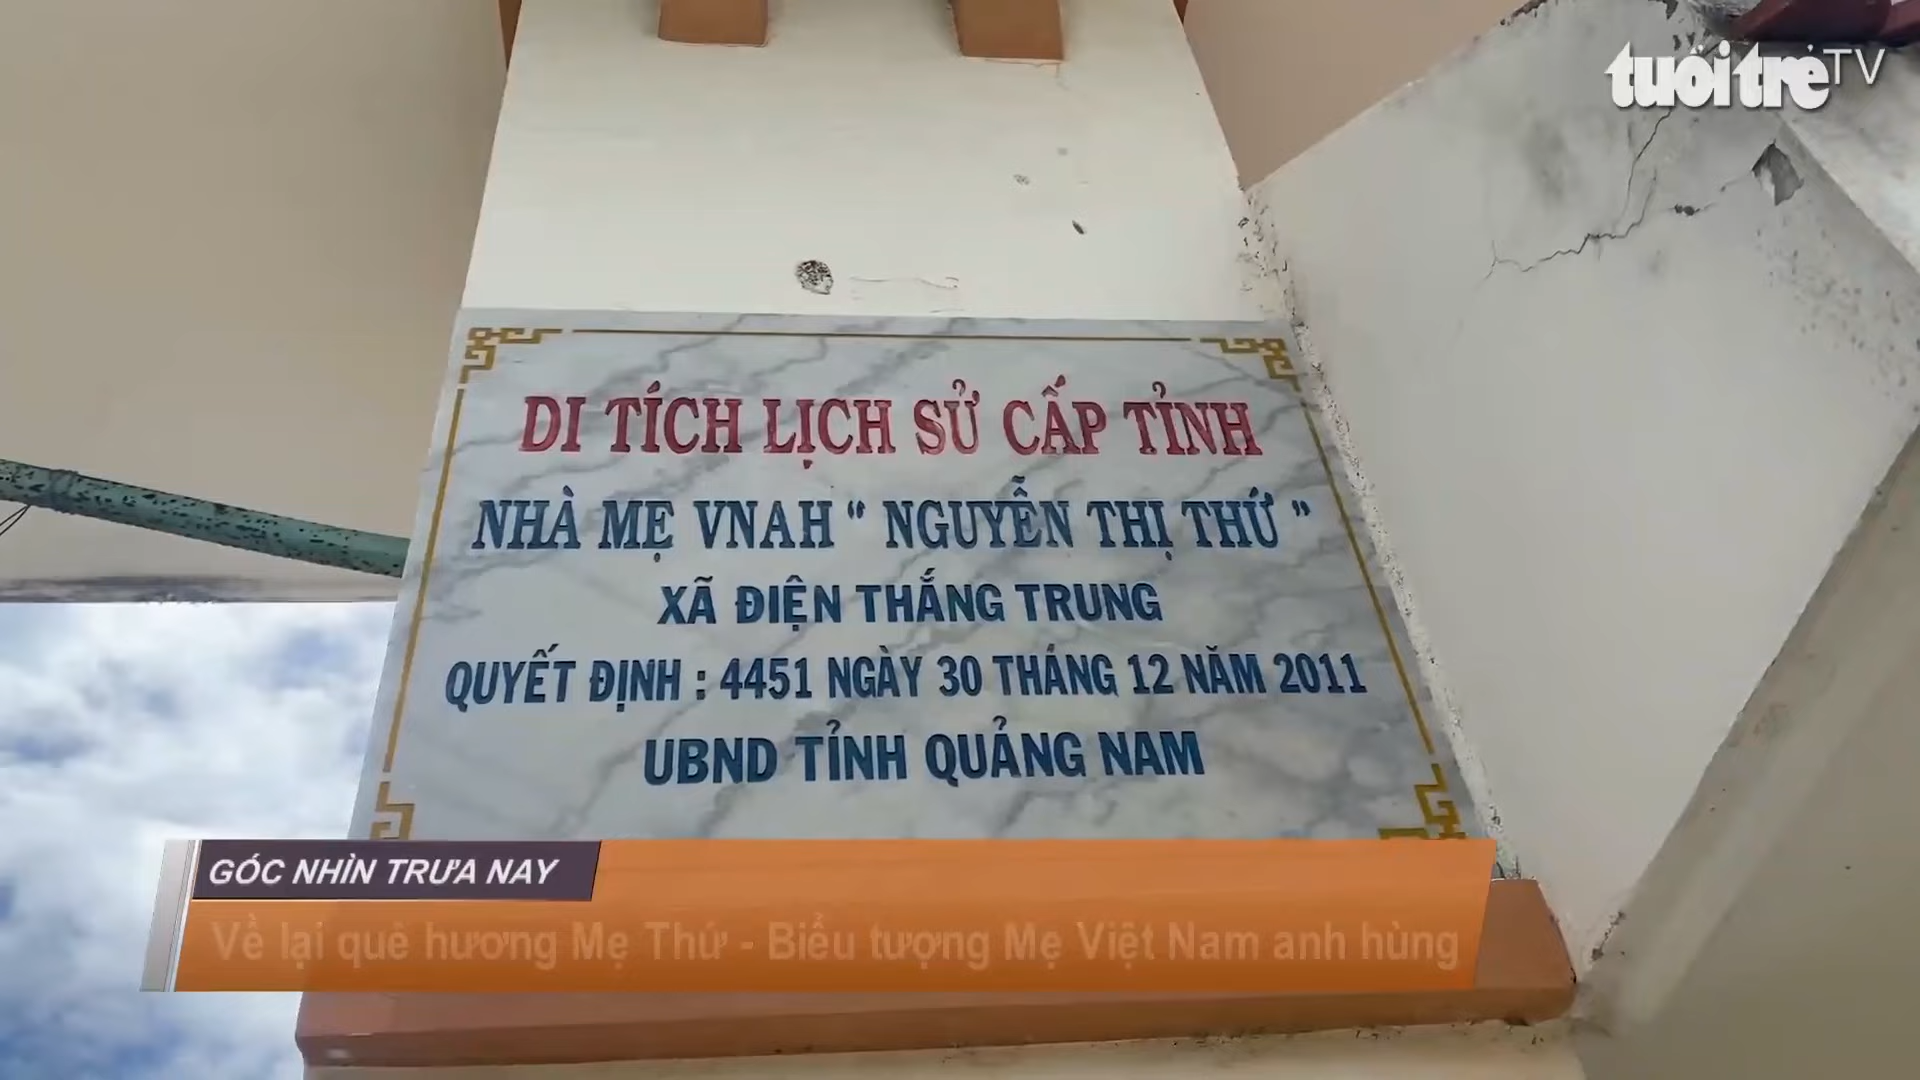 tuổi trẻ TV
DI TÍCH LỊCH SỬ CẤP TỈNH
NHÀ MẸ VNAH " NGUYỄN THỊ THỨ "
XÃ ĐIỆN THẮNG TRUNG
QUYẾT ĐỊNH : 4451 NGÀY 30 THÁNG 12 NĂM 2011
UBND TỈNH QUẢNG NAM
GÓC NHÌN TRƯA NAY
Về lại quê hương Mẹ Thứ - Biểu tượng Mẹ Việt Nam anh hùng